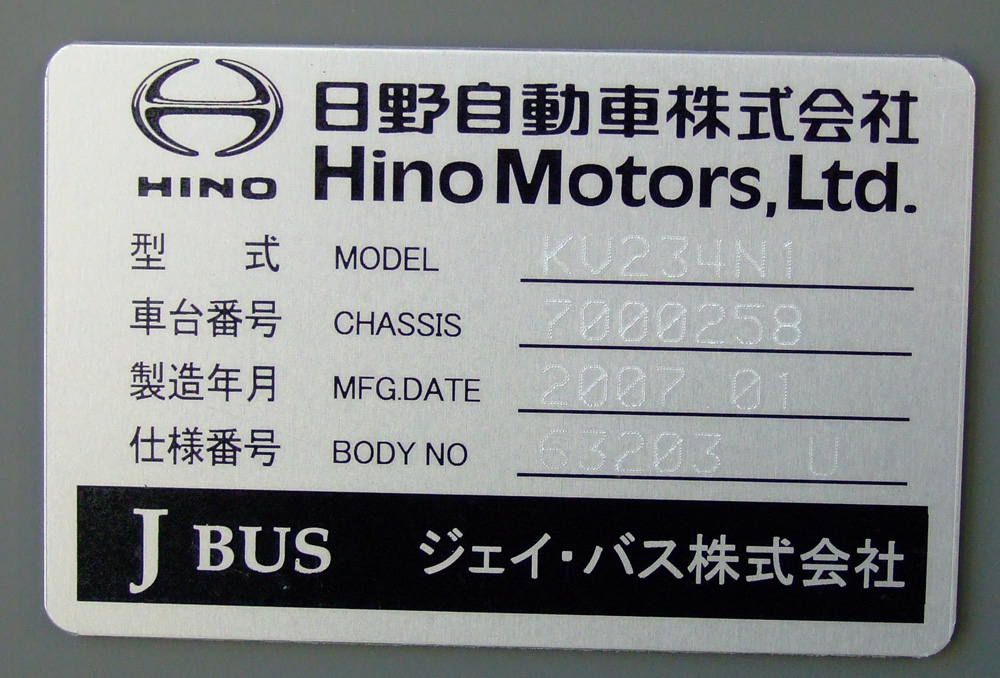 日野自動車株式会社
HINO Hino Motors, Ltd.
型 式 MODEL KV234N1
車台番号 CHASSIS 7000258
製造年月 MFG.DATE 2007 01
仕様番号 BODY NO 63203 U
J BUS ジェイ・バス株式会社